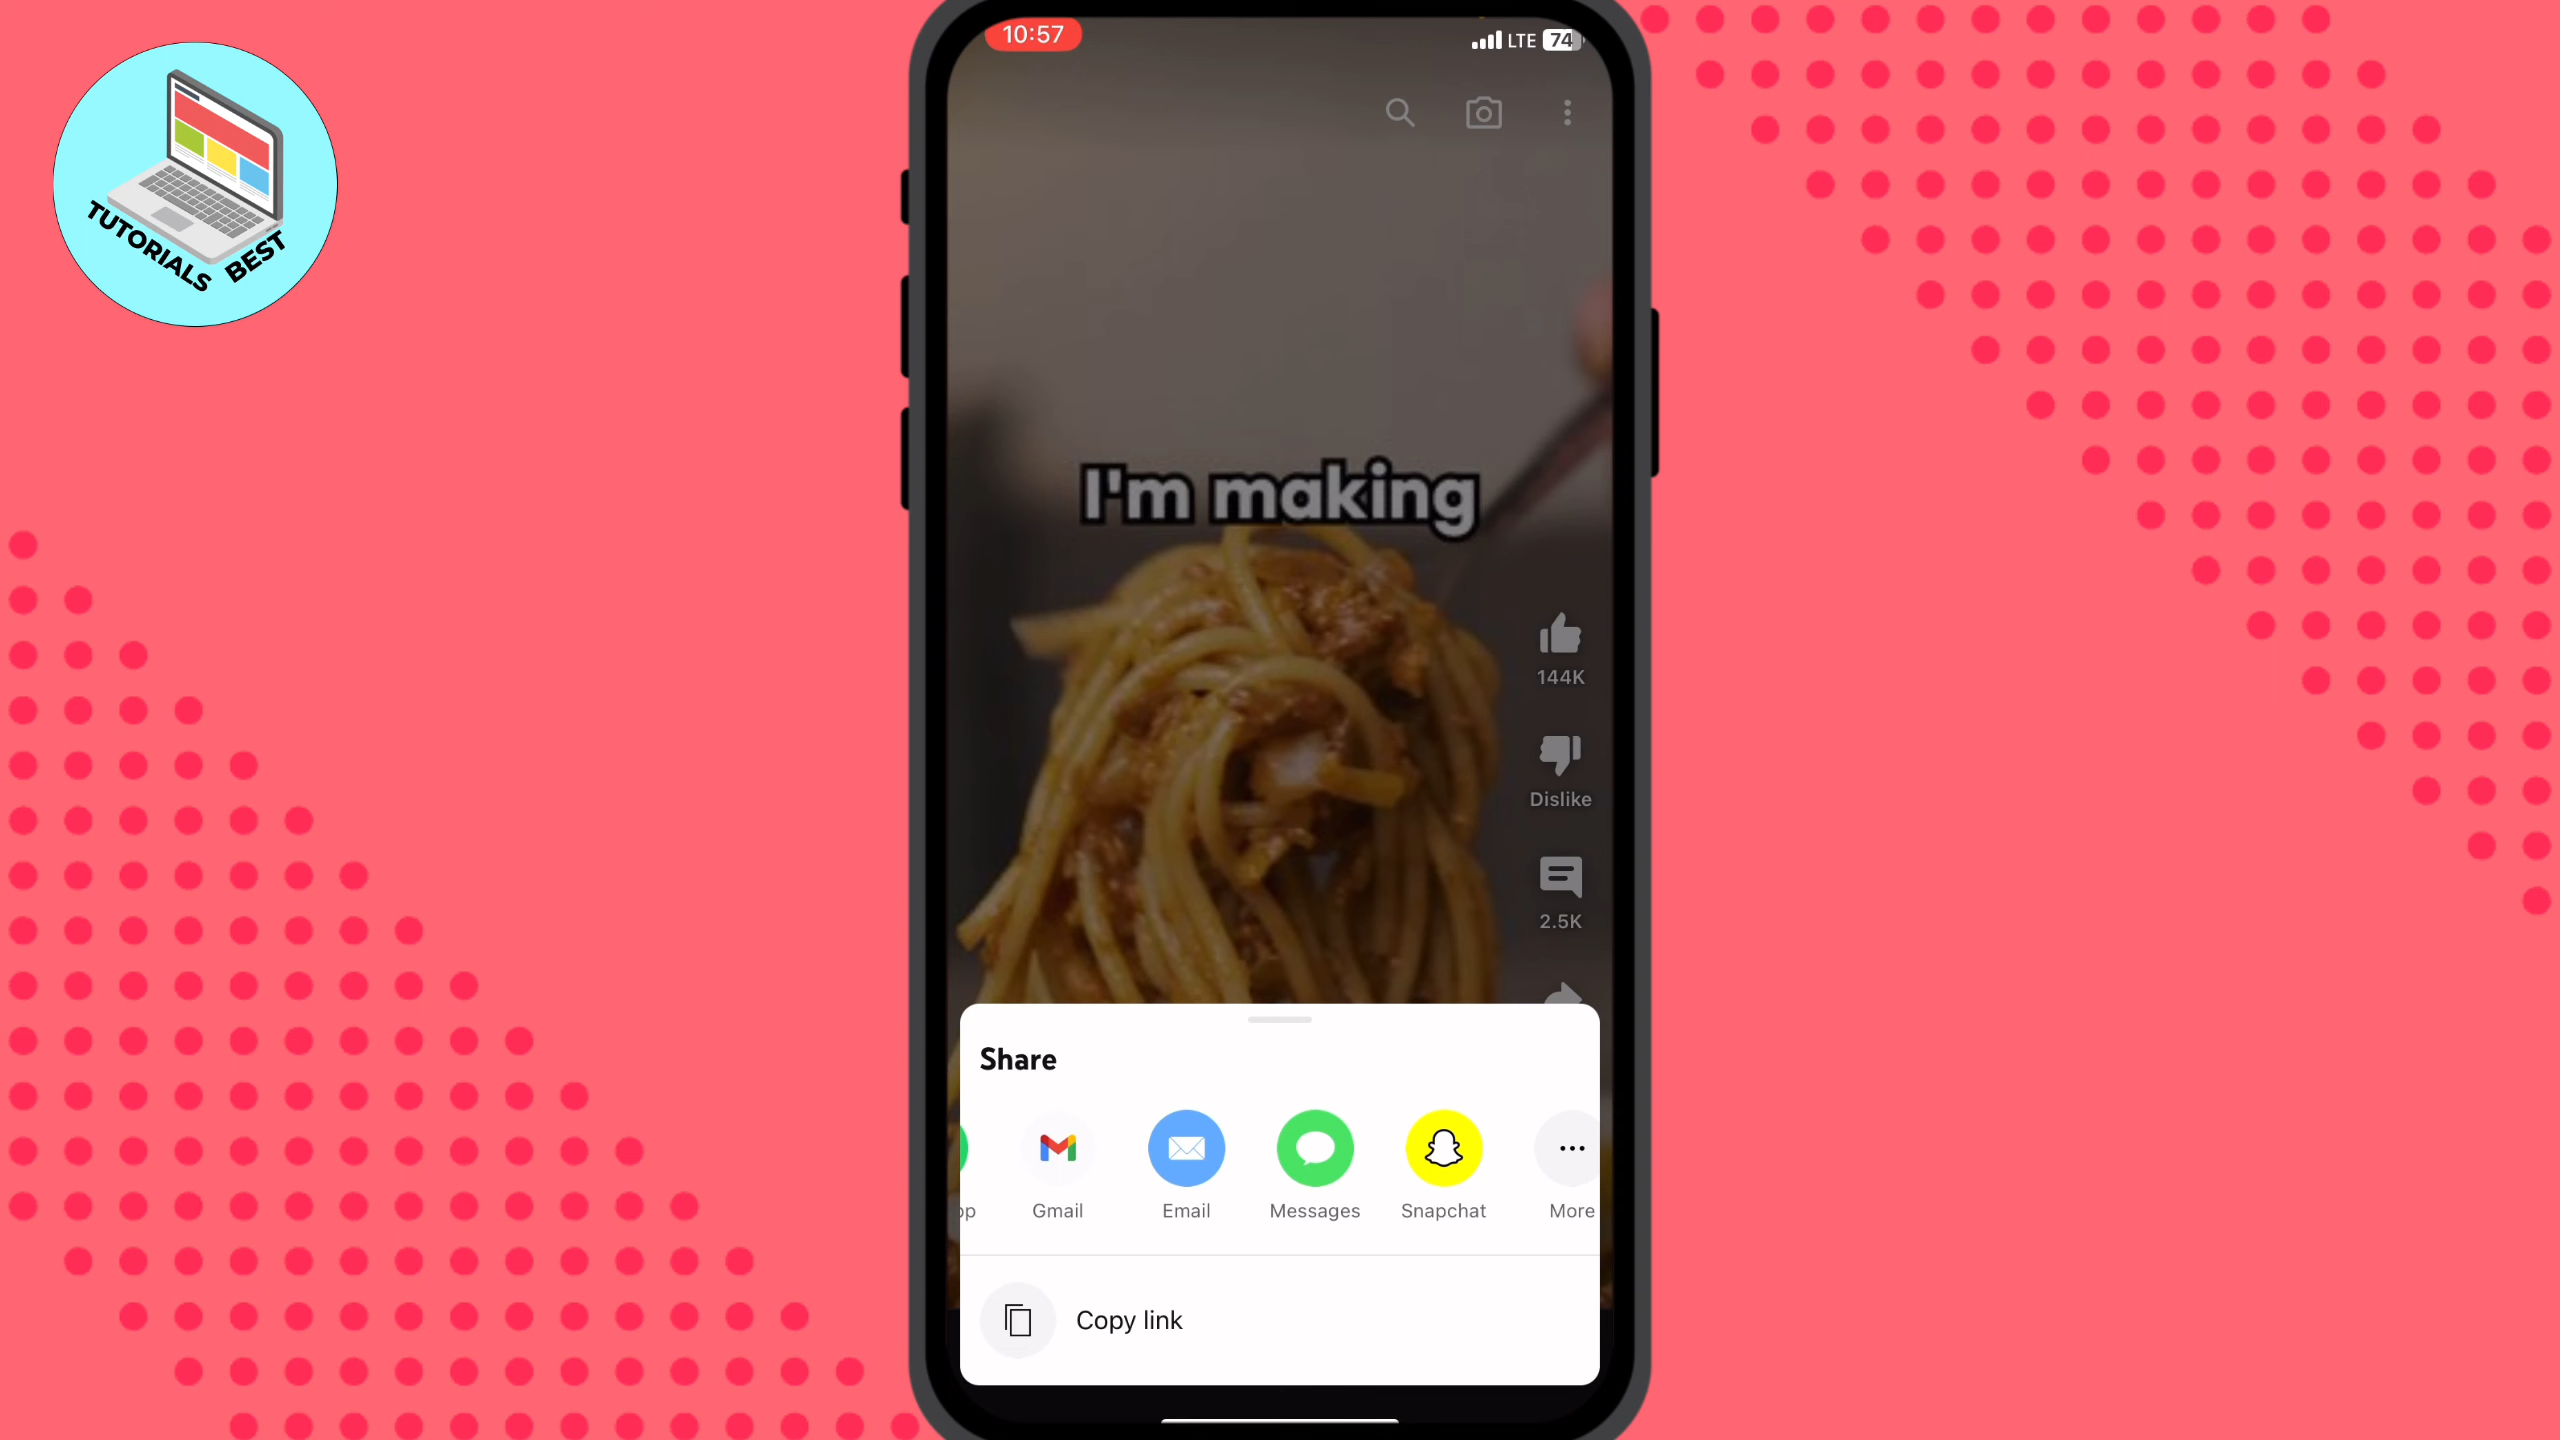 TUTORIALS BEST
10:57
LTE 74
I'm making
144K
Dislike
2.5K
Share
pp
Gmail
Email
Messages
Snapchat
More
Copy link